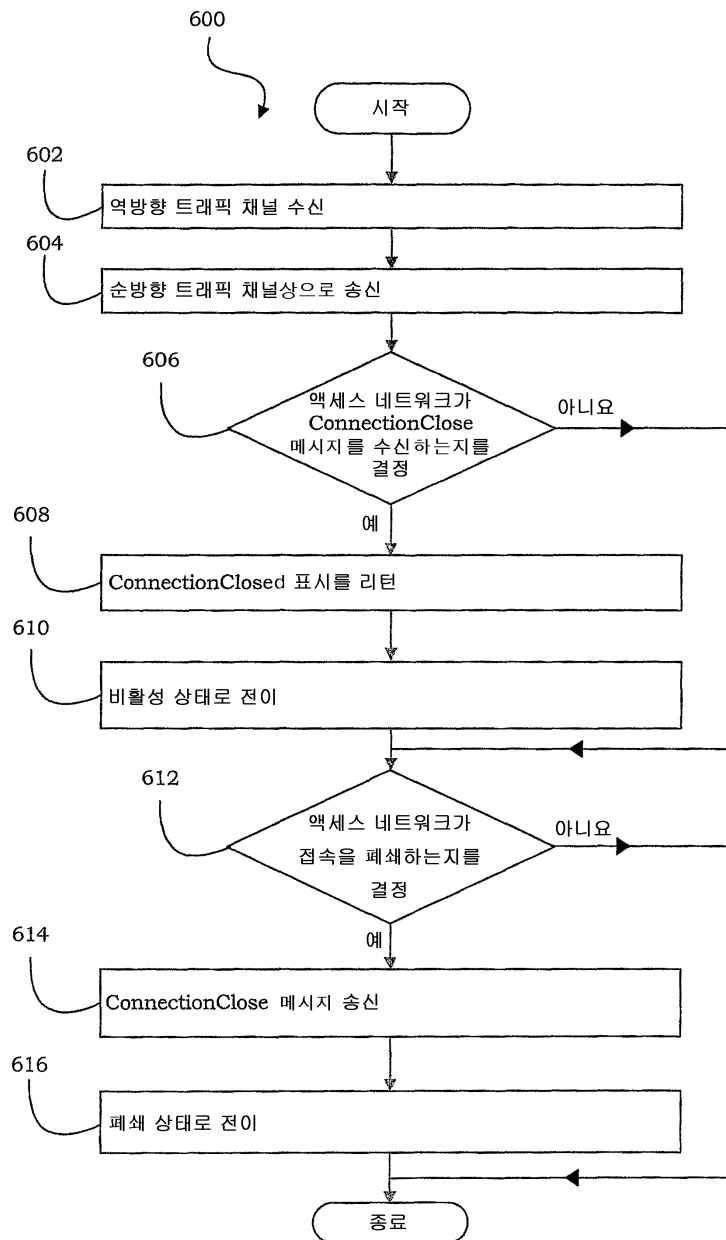 600
시작
602
역방향 트래픽 채널 수신
604
순방향 트래픽 채널상으로 송신
606
액세스 네트워크가
ConnectionClose
메시지를 수신하는지를
결정
아니요
예
608
ConnectionClosed 표시를 리턴
610
비활성 상태로 전이
612
액세스 네트워크가
접속을 폐쇄하는지를
결정
아니요
예
614
ConnectionClose 메시지 송신
616
폐쇄 상태로 전이
종료